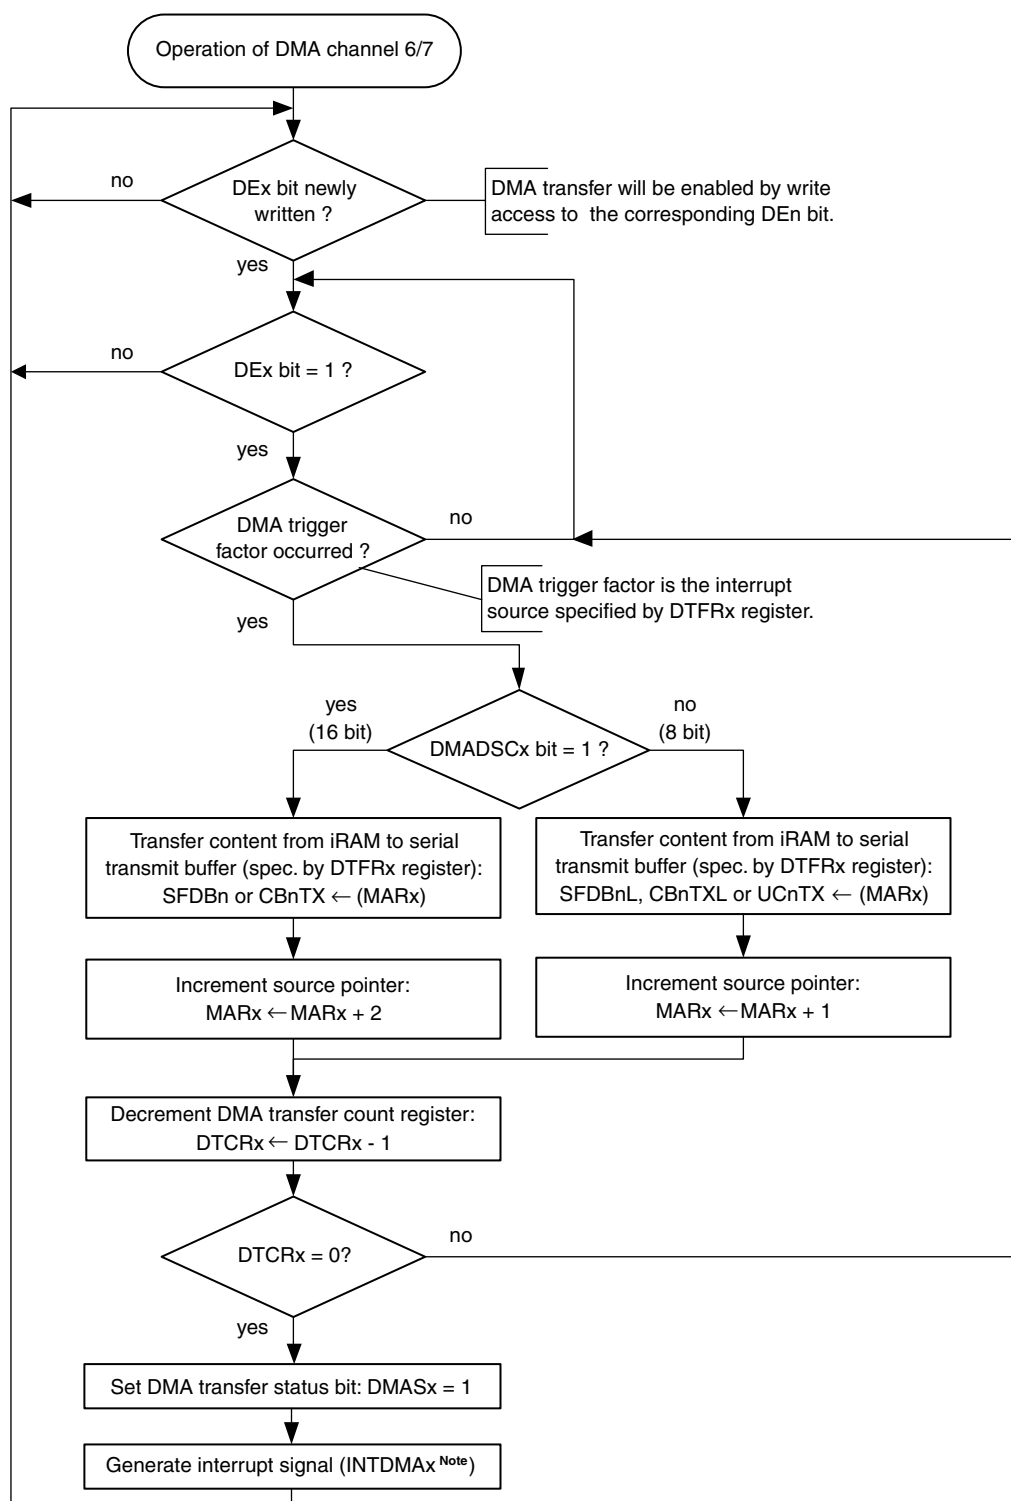 Operation of DMA channel 6/7
no
DEx bit newly
written ?
DMA transfer will be enabled by write
access to the corresponding DEn bit.
yes
no
DEx bit = 1 ?
yes
DMA trigger
factor occurred ?
no
DMA trigger factor is the interrupt
source specified by DTFRx register.
yes
yes
(16 bit)
no
(8 bit)
DMADSCx bit = 1 ?
Transfer content from iRAM to serial
transmit buffer (spec. by DTFRx register):
SFDBn or CBnTX ← (MARx)
Transfer content from iRAM to serial
transmit buffer (spec. by DTFRx register):
SFDBnL, CBnTXL or UCnTX ← (MARx)
Increment source pointer:
MARx ← MARx + 2
Increment source pointer:
MARx ← MARx + 1
Decrement DMA transfer count register:
DTCRx ← DTCRx - 1
DTCRx = 0?
no
yes
Set DMA transfer status bit: DMASx = 1
Generate interrupt signal (INTDMAx Note)